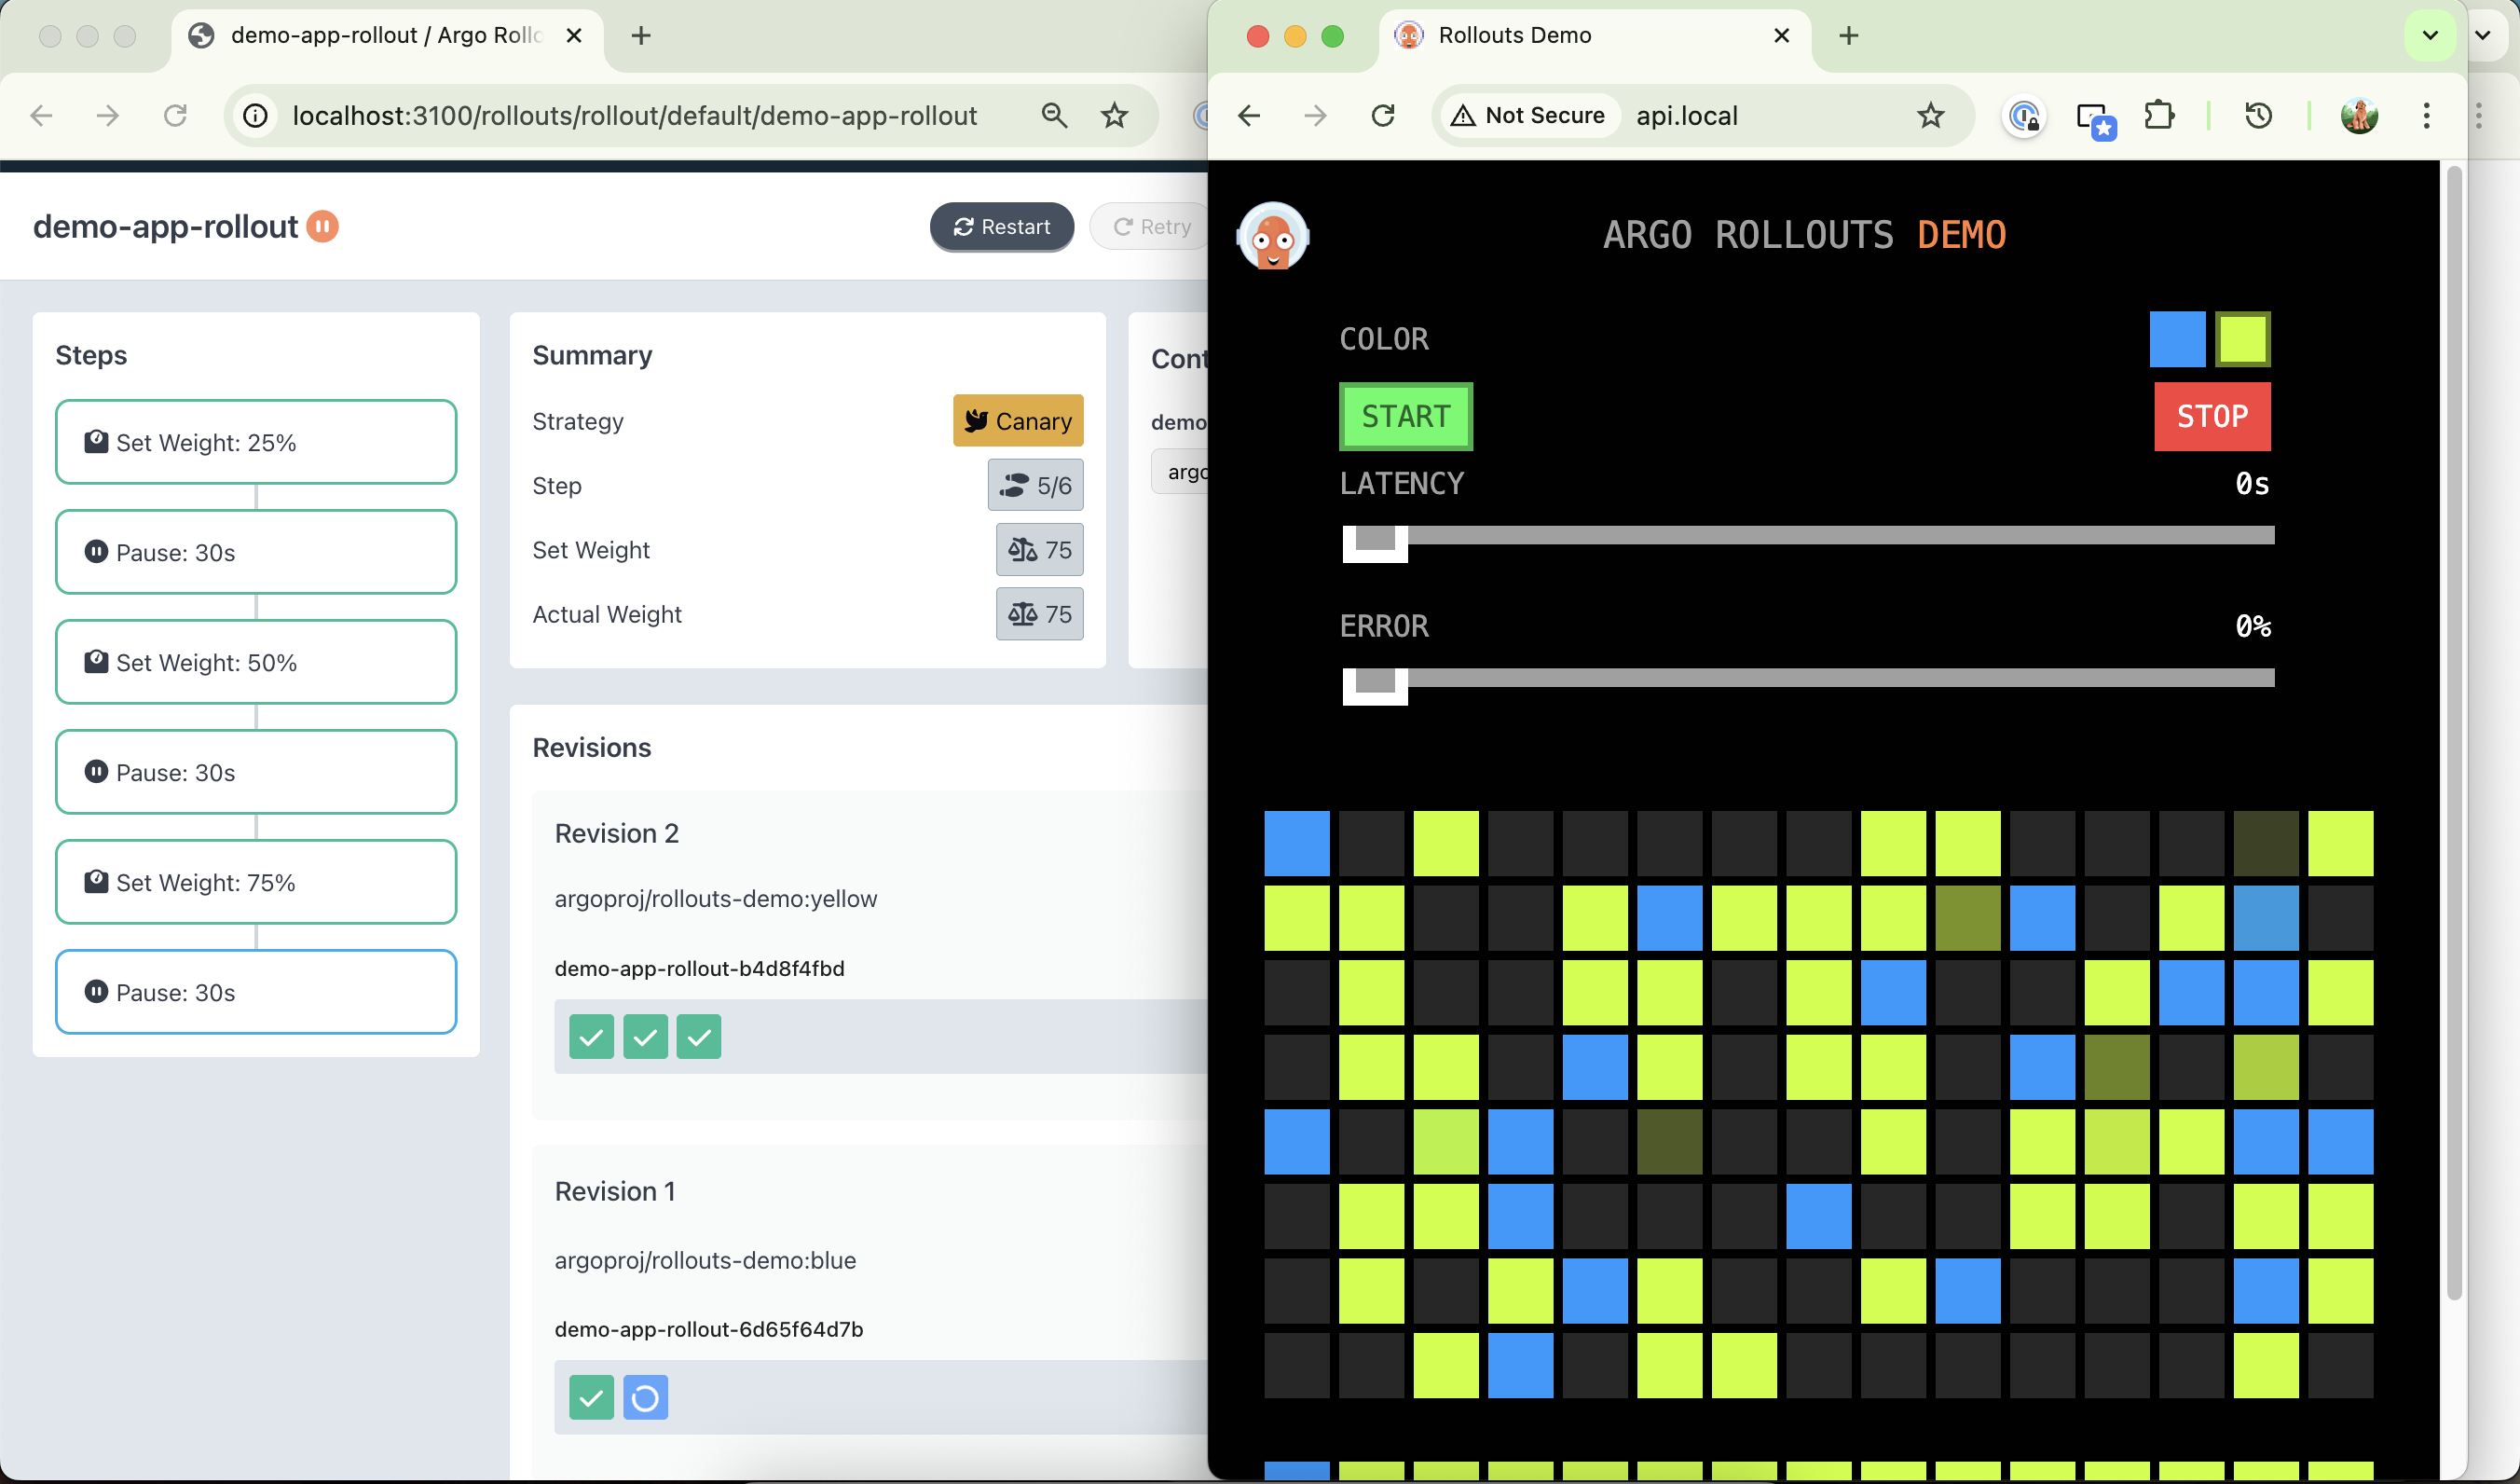 demo-app-rollout / Argo Rollo
localhost:3100/rollouts/rollout/default/demo-app-rollout
demo-app-rollout
Restart
Retry
Steps
Set Weight: 25%
Pause: 30s
Set Weight: 50%
Pause: 30s
Set Weight: 75%
Pause: 30s
Summary
Strategy
Canary
Step
5/6
Set Weight
75
Actual Weight
75
Cont
demo
argo
Revisions
Revision 2
argoproj/rollouts-demo:yellow
demo-app-rollout-b4d8f4fbd
Revision 1
argoproj/rollouts-demo:blue
demo-app-rollout-6d65f64d7b
Rollouts Demo
Not Secure
api.local
ARGO ROLLOUTS DEMO
COLOR
START
STOP
LATENCY
0s
ERROR
0%